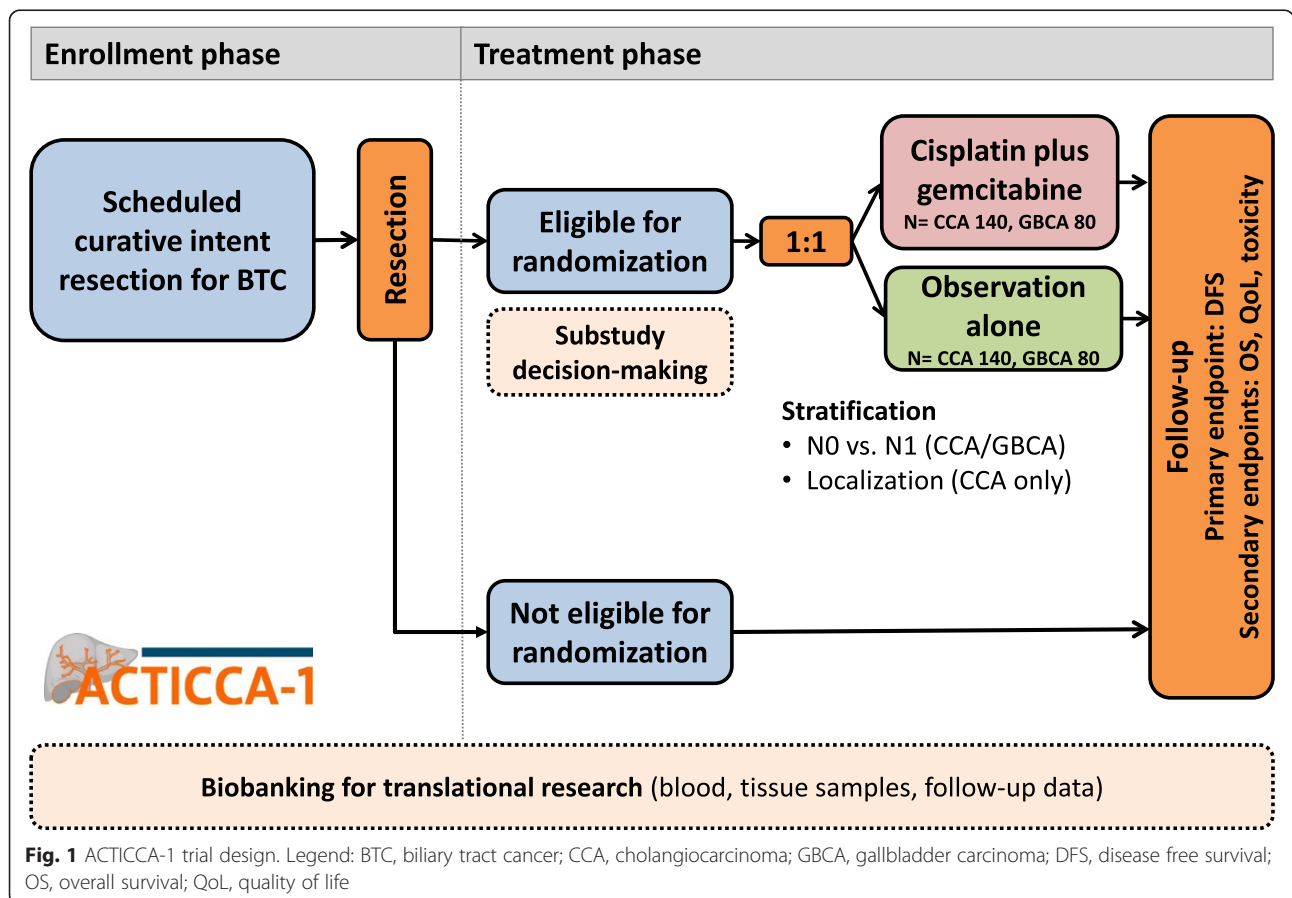 Enrollment phase
Treatment phase
Scheduled
curative intent
resection for BTC
Resection
Eligible for
randomization
1:1
Cisplatin plus
gemcitabine
N= CCA 140, GBCA 80
Observation
alone
N= CCA 140, GBCA 80
Substudy
decision-making
Stratification
• N0 vs. N1 (CCA/GBCA)
• Localization (CCA only)
Not eligible for
randomization
Follow-up
Primary endpoint: DFS
Secondary endpoints: OS, QoL, toxicity
ACTICCA-1
Biobanking for translational research (blood, tissue samples, follow-up data)
Fig. 1 ACTICCA-1 trial design. Legend: BTC, biliary tract cancer; CCA, cholangiocarcinoma; GBCA, gallbladder carcinoma; DFS, disease free survival;
OS, overall survival; QoL, quality of life